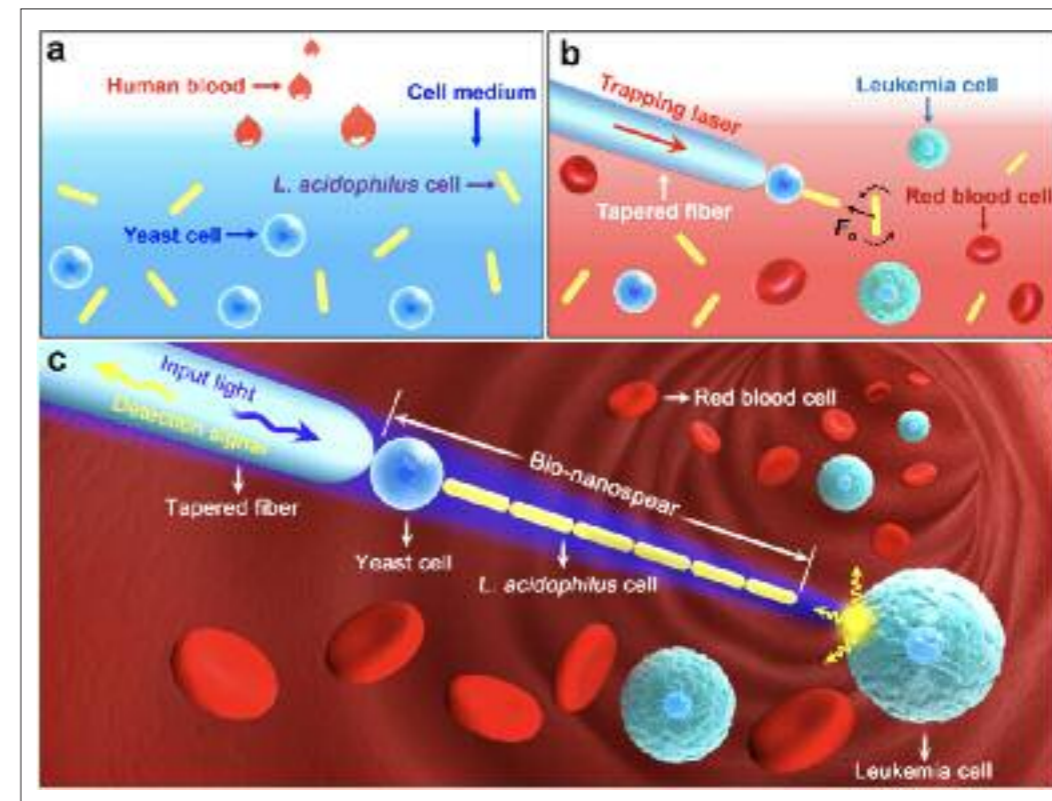 a
Human blood
Cell medium
L. acidophilus cell
Yeast cell
b
Trapping laser
Leukemia cell
Tapered fiber
Red blood cell
Fo
c
Input light
Detection signal
Tapered fiber
Red blood cell
Bio-nanospear
Yeast cell
L. acidophilus cell
Leukemia cell